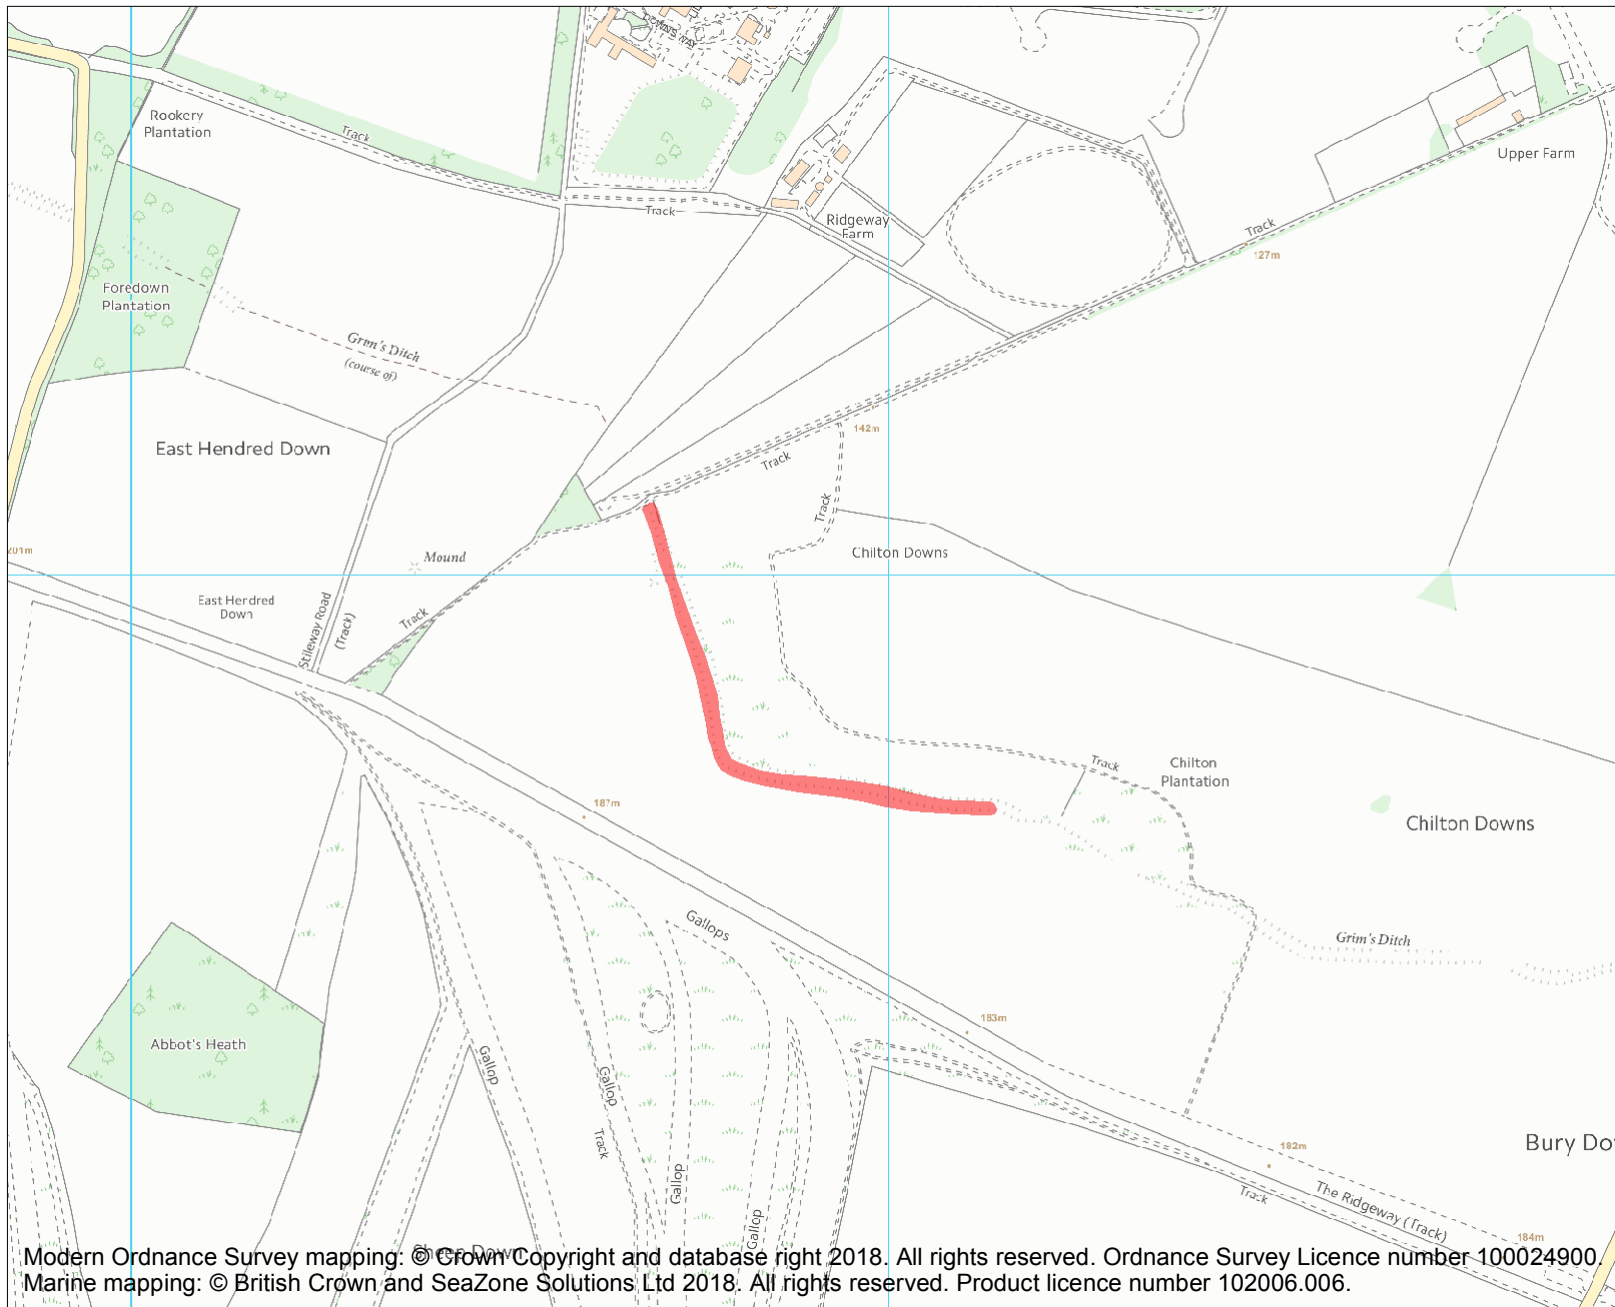 DOWNS WAY
Rookery
Plantation
Track
Upper Farm
Track
Ridgeway
Farm
Track
127m
Foredown
Plantation
Grim's Ditch
(course of)
142m
East Hendred Down
Track
Track
201m
Mound
Chilton Downs
East Hendred
Down
Stileway Road
(Track)
Track
Track
Chilton
Plantation
187m
Chilton Downs
Gallops
Grim's Ditch
183m
Abbot's Heath
Gallop
Gallop
Track
Gallop
Gallop
182m
Bury Do
Track
The Ridgeway (Track)
184m
Sheep Down
Modern Ordnance Survey mapping: © Crown Copyright and database right 2018. All rights reserved. Ordnance Survey Licence number 100024900.
Marine mapping: © British Crown and SeaZone Solutions Ltd 2018. All rights reserved. Product licence number 102006.006.